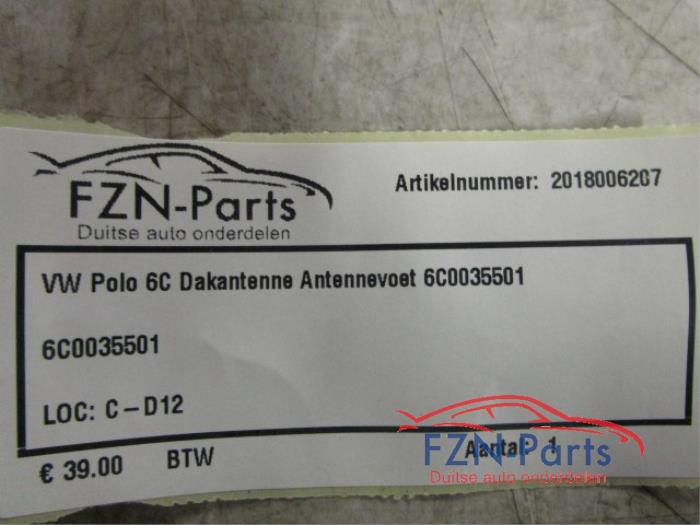 FZN-Parts
Duitse auto onderdelen
Artikelnummer: 2018006207
VW Polo 6C Dakantenne Antennevoet 6C0035501
6C0035501
LOC: C-D12
€ 39.00 BTW Aantal: 1
FZN-Parts
Duitse auto onderdelen